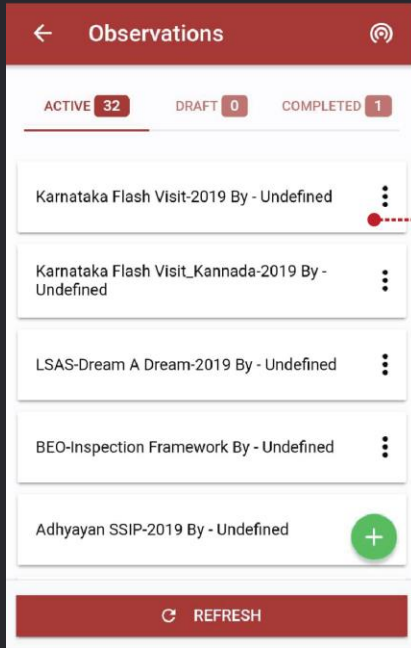 Observations
ACTIVE 32 DRAFT 0 COMPLETED 1
Karnataka Flash Visit-2019 By - Undefined
Karnataka Flash Visit_Kannada-2019 By -
Undefined
LSAS-Dream A Dream-2019 By - Undefined
BEO-Inspection Framework By - Undefined
Adhyayan SSIP-2019 By - Undefined
REFRESH